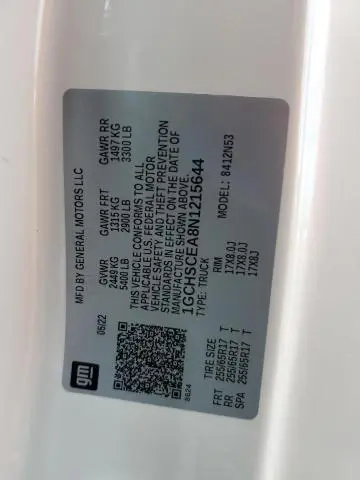 MFD BY GENERAL MOTORS LLC
05/22
GVWR
2449 KG
5400 LB
GAWR FRT
1315 KG
2900 LB
GAWR RR
1497 KG
3300 LB
THIS VEHICLE CONFORMS TO ALL
APPLICABLE U.S. FEDERAL MOTOR
VEHICLE SAFETY AND THEFT PREVENTION
STANDARDS IN EFFECT ON THE DATE OF
MANUFACTURE SHOWN ABOVE.
1GCHSCEA8N1215644
TYPE: TRUCK
MODEL: 8412N53
gm
8624
TIRE SIZE RIM
FRT 255/65R17 T 17X8.0J
RR 255/65R17 T 17X8.0J
SPA 255/65R17 T 17X8J